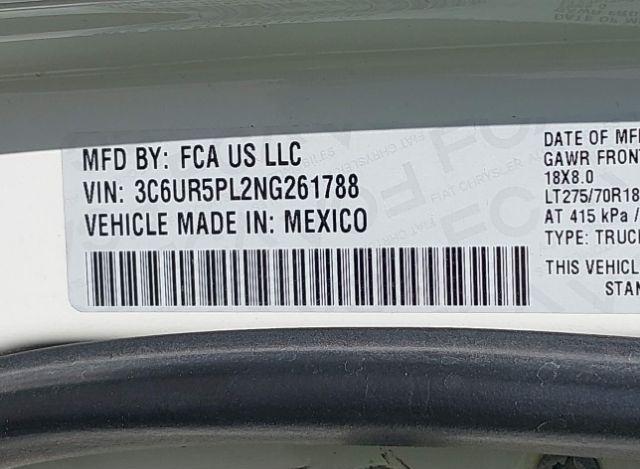 MFD BY: FCA US LLC
VIN: 3C6UR5PL2NG261788
VEHICLE MADE IN: MEXICO
DATE OF MF
GAWR FRONT
18X8.0
LT275/70R18
AT 415 kPa /
TYPE: TRUC
THIS VEHICL
STAN